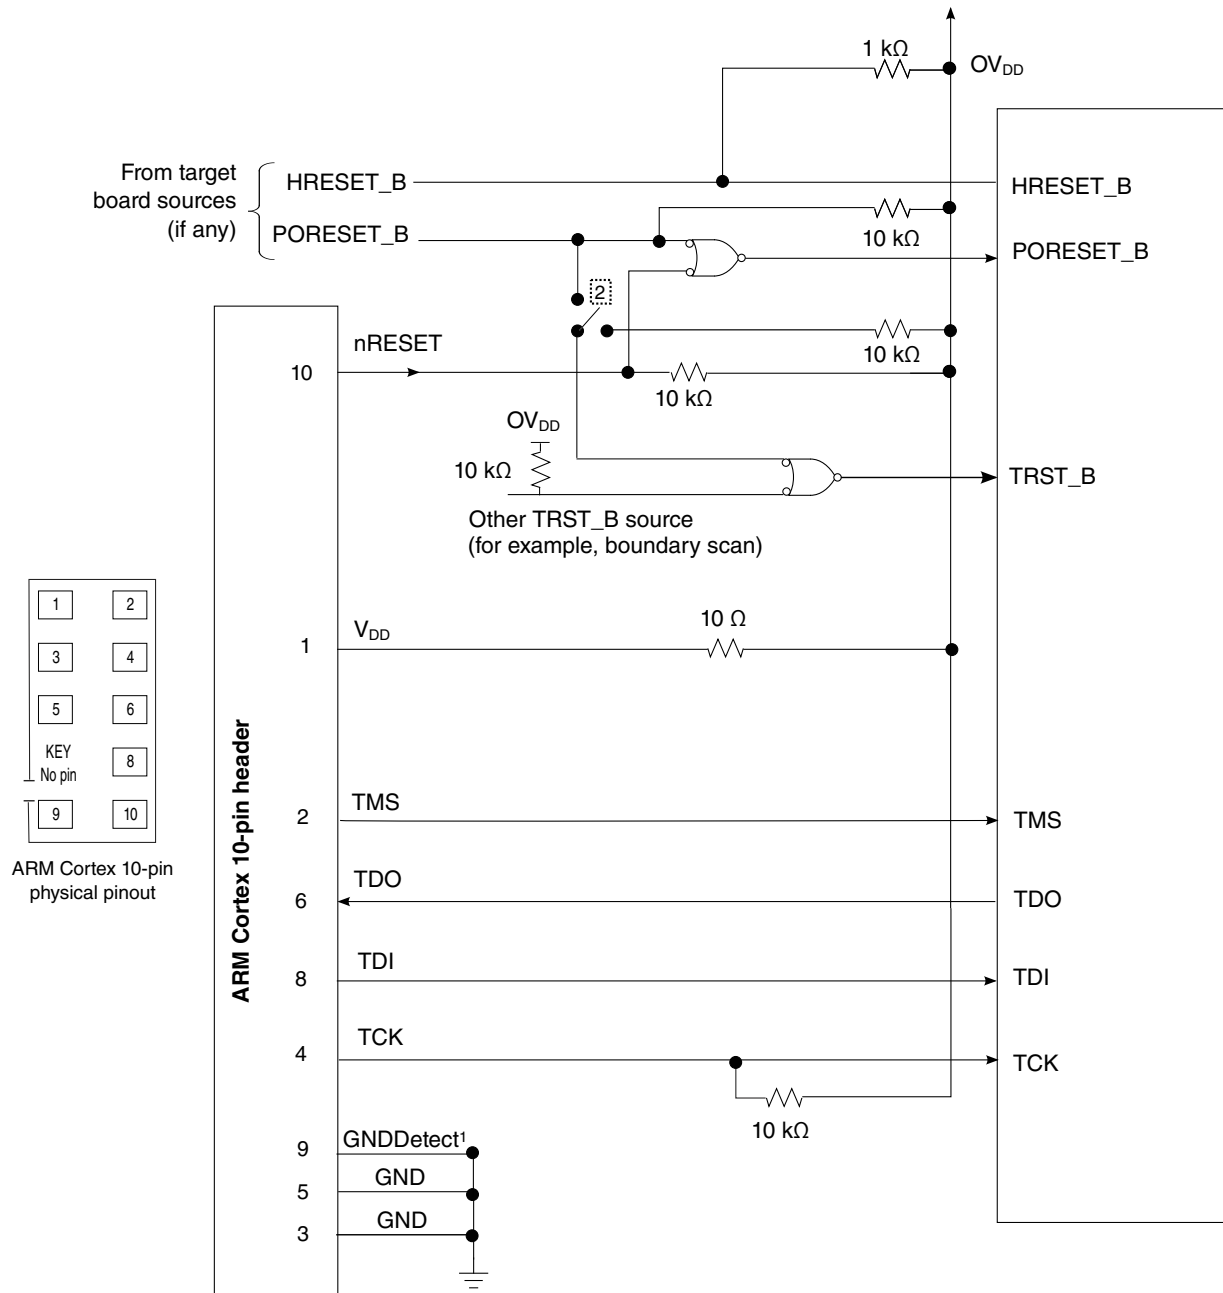 1 kΩ
OV_DD
From target
board sources
(if any)
HRESET_B
HRESET_B
PORESET_B
10 kΩ
PORESET_B
2
nRESET
10 kΩ
10
10 kΩ
OV_DD
10 kΩ
TRST_B
Other TRST_B source
(for example, boundary scan)
1
2
3
4
5
6
KEY
No pin
8
9
10
ARM Cortex 10-pin
physical pinout
ARM Cortex 10-pin header
V_DD
1
10 Ω
TMS
2
TMS
TDO
6
TDO
TDI
8
TDI
TCK
4
TCK
10 kΩ
9
GNDDetect¹
5
GND
3
GND